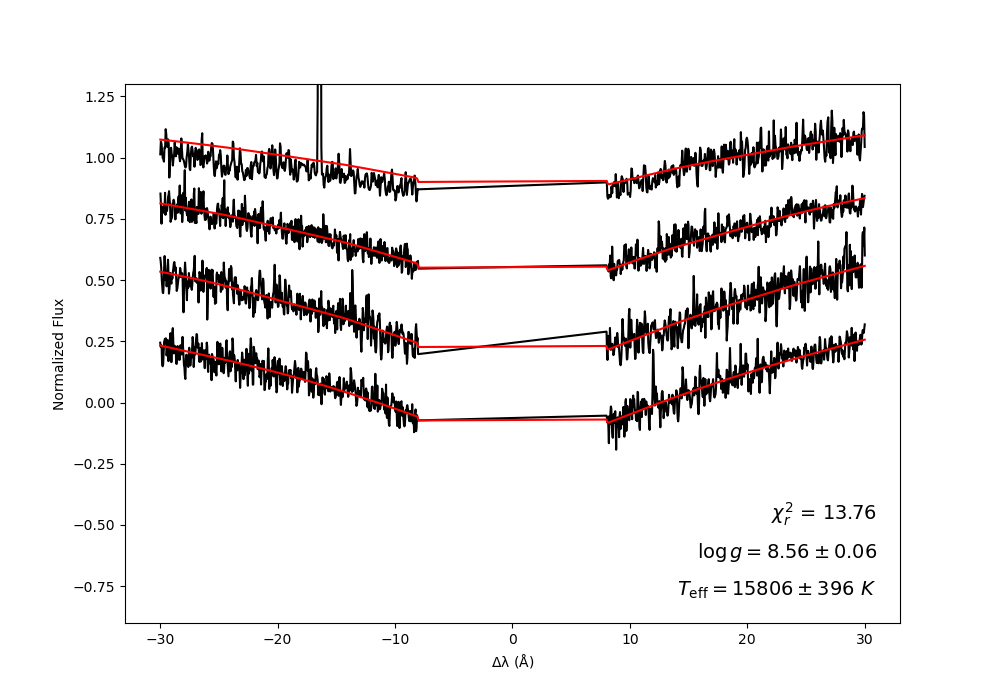 1.25
1.00
0.75
0.50
0.25
0.00
−0.25
−0.50
−0.75
Normalized Flux
χ_r^2 = 13.76
log g = 8.56 ± 0.06
T_eff = 15806 ± 396 K
−30 −20 −10 0 10 20 30
Δλ (Å)